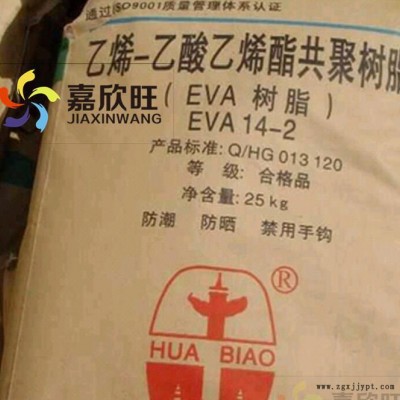 通过ISO9001质量管理体系认证
乙烯-乙酸乙烯酯共聚树脂
嘉欣旺
JIAXINWANG
(EVA 树脂)
EVA 14-2
产品标准: Q/HG 013 120
等 级: 合格品
净含量: 25kg
防潮 防晒 禁用手钩
®
HUA BIAO
嘉欣旺
www.zgxjjypt.com